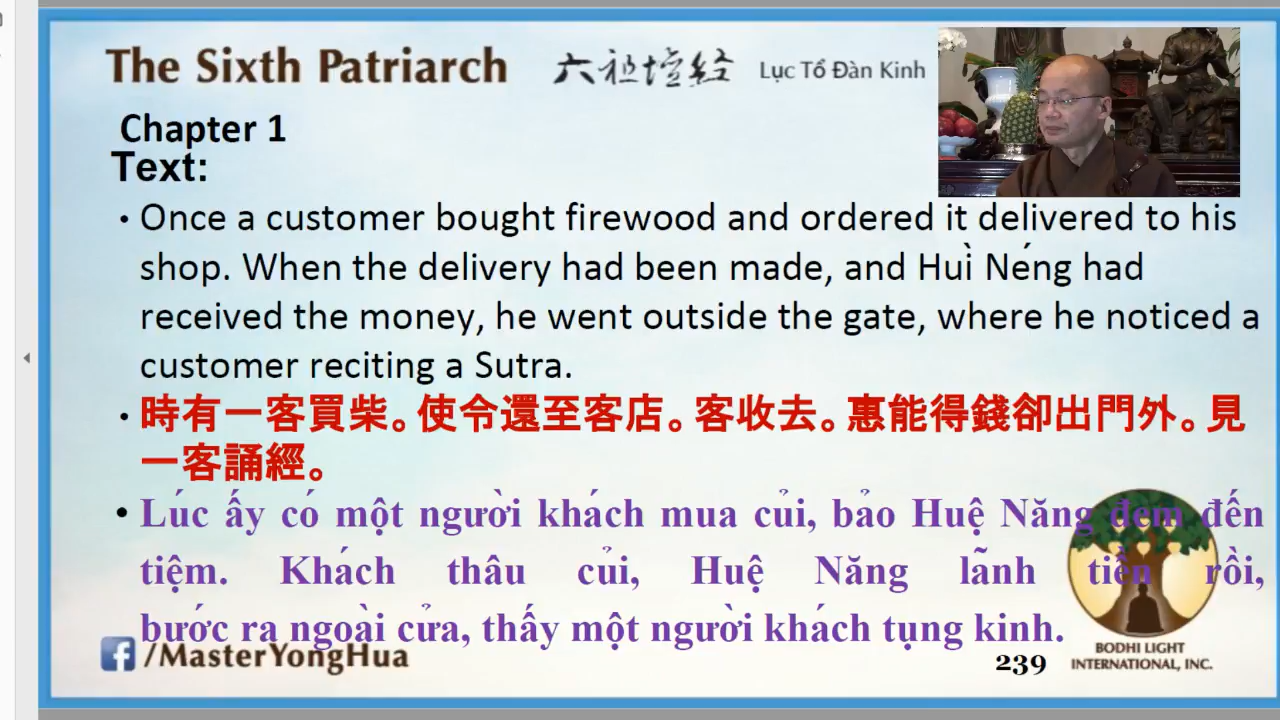 The Sixth Patriarch 六祖壇经 Lục Tổ Đàn Kinh
Chapter 1
Text:
• Once a customer bought firewood and ordered it delivered to his
shop. When the delivery had been made, and Huì Néng had
received the money, he went outside the gate, where he noticed a
customer reciting a Sutra.
• 時有一客買柴。使令還至客店。客收去。惠能得錢卻出門外。見
一客誦經。
• Lúc ấy có một người khách mua củi, bảo Huệ Năng đem đến
tiệm. Khách thâu củi, Huệ Năng lãnh tiền rồi,
bước ra ngoài cửa, thấy một người khách tụng kinh.
f /MasterYongHua
239
BODHI LIGHT
INTERNATIONAL, INC.